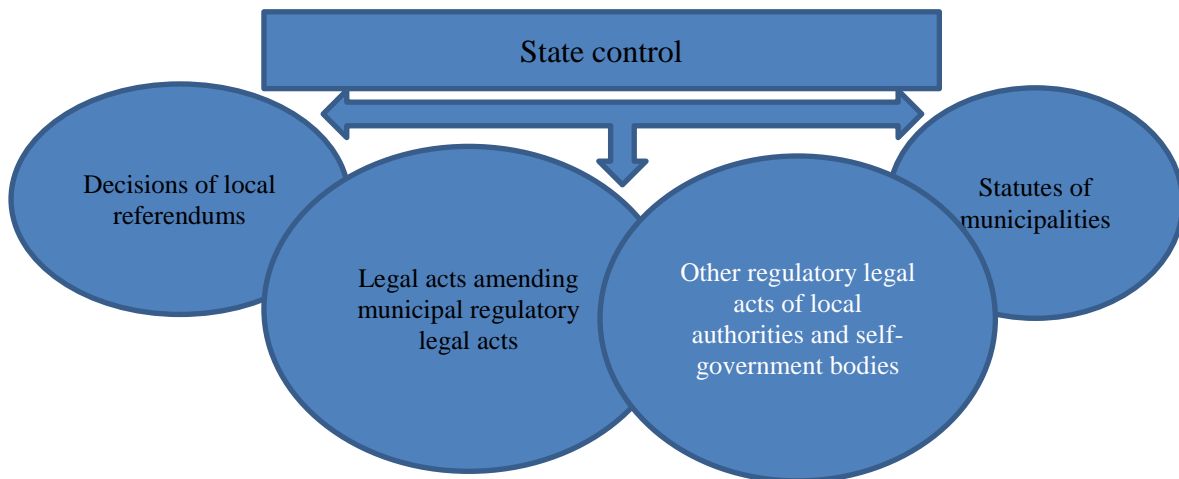 State control
Decisions of local
referendums
Legal acts amending
municipal regulatory
legal acts
Other regulatory legal
acts of local
authorities and self-
government bodies
Statutes of
municipalities